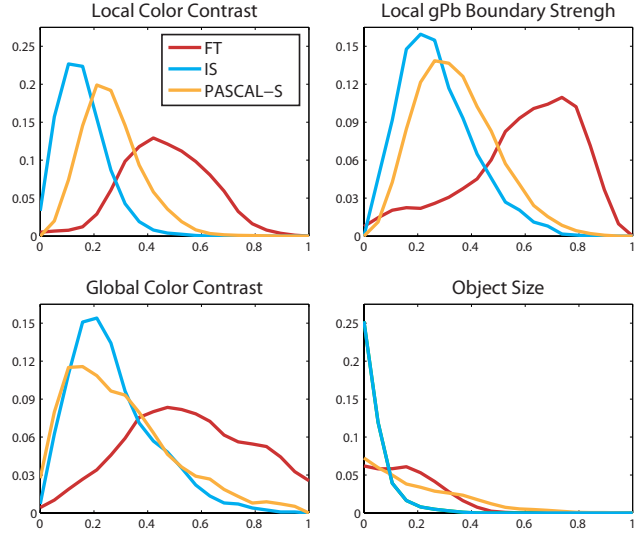 Local Color Contrast
0.25
0.2
0.15
0.1
0.05
0
0 0.2 0.4 0.6 0.8 1
FT
IS
PASCAL−S
Local gPb Boundary Strengh
0.15
0.12
0.09
0.06
0.03
0
0 0.2 0.4 0.6 0.8 1
Global Color Contrast
0.15
0.12
0.09
0.06
0.03
0
0 0.2 0.4 0.6 0.8 1
Object Size
0.25
0.2
0.15
0.1
0.05
0
0 0.2 0.4 0.6 0.8 1